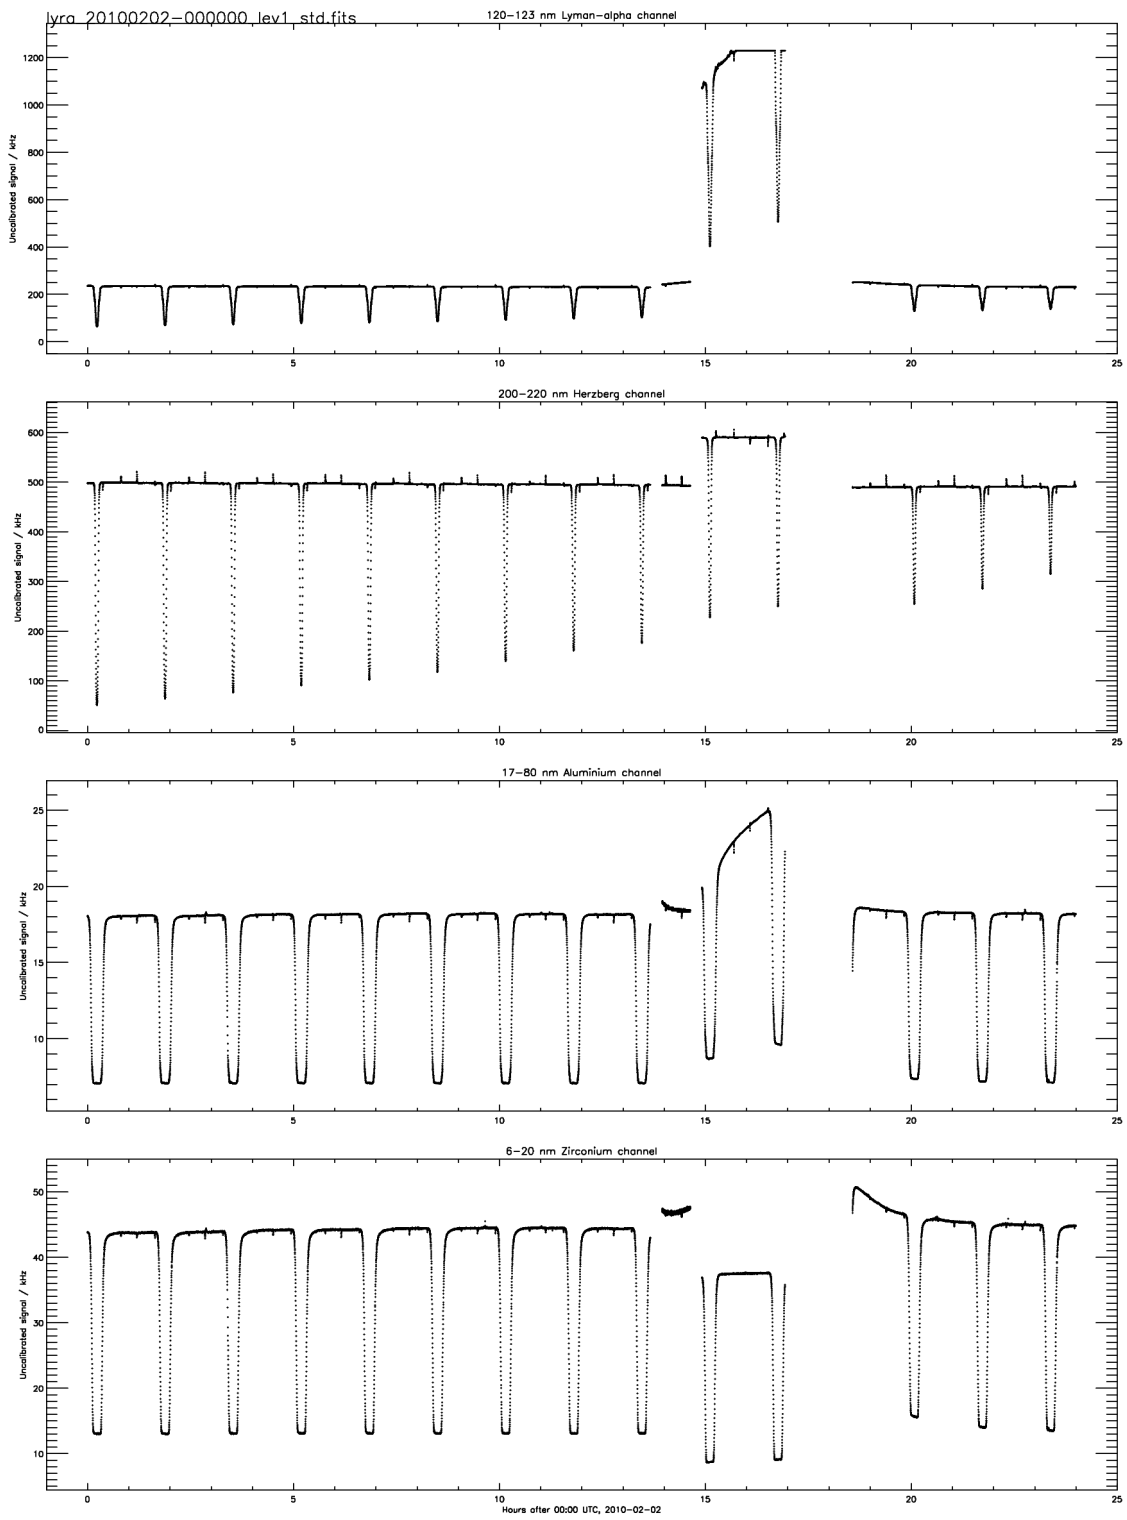 lyra_20100202-000000_lev1_std.fits
120-123 nm Lyman-alpha channel
Uncalibrated signal / kHz
1200
1000
800
600
400
200
0
0 5 10 15 20 25
200-220 nm Herzberg channel
Uncalibrated signal / kHz
600
500
400
300
200
100
0
0 5 10 15 20 25
17-80 nm Aluminium channel
Uncalibrated signal / kHz
25
20
15
10
0 5 10 15 20 25
6-20 nm Zirconium channel
Uncalibrated signal / kHz
50
40
30
20
10
0 5 10 15 20 25
Hours after 00:00 UTC, 2010-02-02